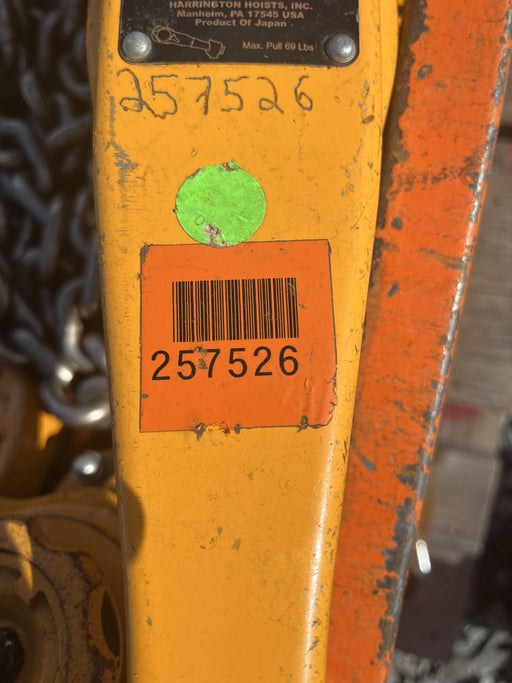 HARRINGTON HOISTS, INC.
Manheim, PA 17545 USA
Product Of Japan
Max. Pull 69 Lbs
257526
257526